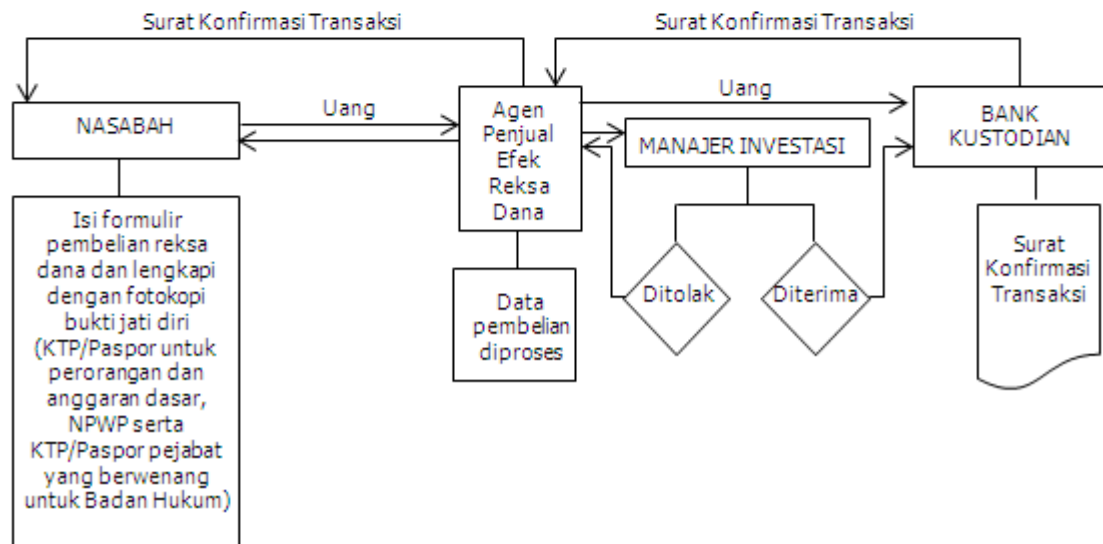 Surat Konfirmasi Transaksi
Surat Konfirmasi Transaksi
NASABAH
Uang
Agen
Penjual
Efek
Reksa
Dana
Uang
MANAJER INVESTASI
BANK
KUSTODIAN
Isi formulir
pembelian reksa
dana dan lengkapi
dengan fotokopi
bukti jati diri
(KTP/Paspor untuk
perorangan dan
anggaran dasar,
NPWP serta
KTP/Paspor pejabat
yang berwenang
untuk Badan Hukum)
Data
pembelian
diproses
Ditolak
Diterima
Surat
Konfirmasi
Transaksi